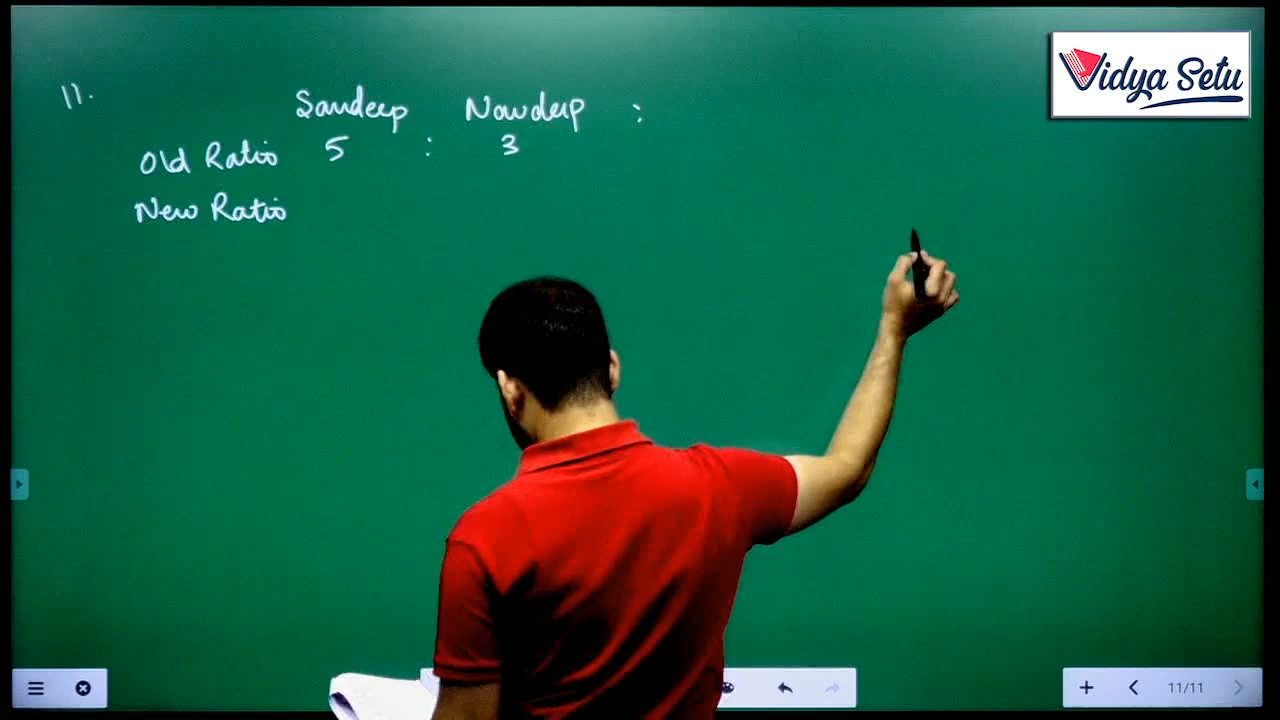 Vidya Setu
11.
Sandeep Navdeep :
Old Ratio 5 : 3
New Ratio
11/11